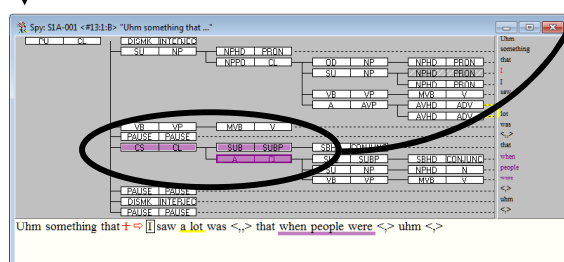 Spy: S1A-001 <#13:1:B> "Uhm something that ..."
PU CL DISMK INTERJEC
SU NP NPHD PRON
NPPO CL OD NP NPHD PRON
SU NP NPHD PRON
NPHD PRON
VB VP MVB V
A AVP AVHD ADV
AVHD ADV
VB VP MVB V
PAUSE PAUSE
CS CL SUB SUBP SBHD CONJUNC
A CL SUBP SBHD CONJUNC
SU NP NPHD N
VB VP MVB V
PAUSE PAUSE
DISMK INTERJEC
PAUSE PAUSE
Uhm
something
that
I
I
saw
lot
was
<,,>
that
when
people
were
<,>
uhm
<,>
Uhm something that + ⇨ I saw a lot was <,,> that when people were <,> uhm <,>